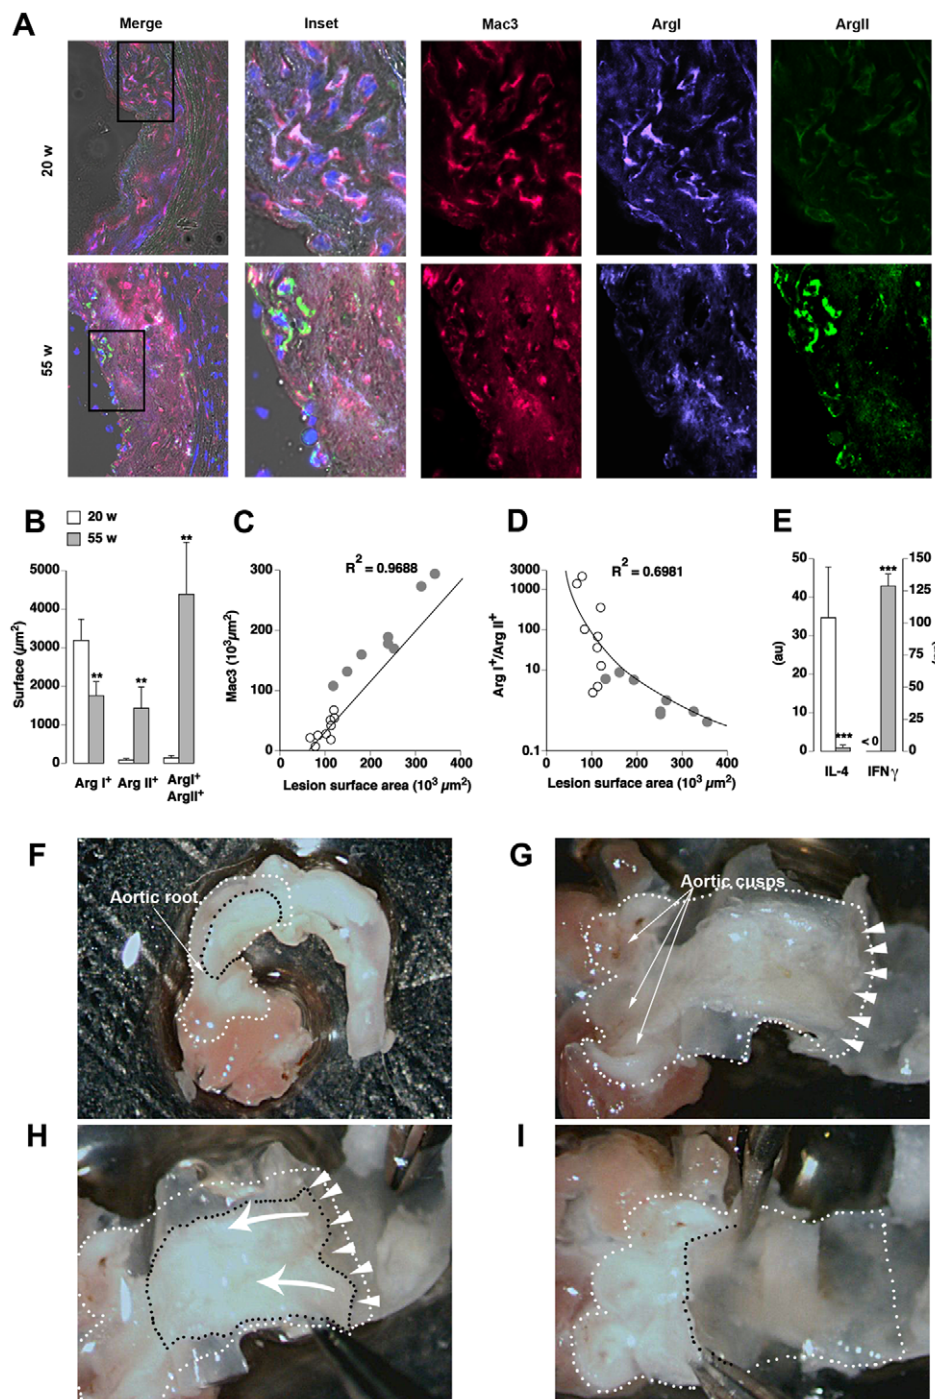 A
Merge
Inset
Mac3
ArgI
ArgII
20 w
55 w
B
20 w
55 w
**
**
**
5000
4000
3000
2000
1000
0
Surface (µm²)
Arg I⁺
Arg II⁺
ArgI⁺
ArgII⁺
C
R² = 0.9688
300
200
100
0
Mac3 (10³µm²)
0 100 200 300 400
Lesion surface area (10³ µm²)
D
R² = 0.6981
3000
1000
10
0.1
Arg I⁺/Arg II⁺
0 100 200 300 400
Lesion surface area (10³ µm²)
E
50
40
30
20
10
0
(au)
***
***
< 0
150
125
100
75
50
25
0
IL-4
IFNγ
F
Aortic root
G
Aortic cusps
H
I